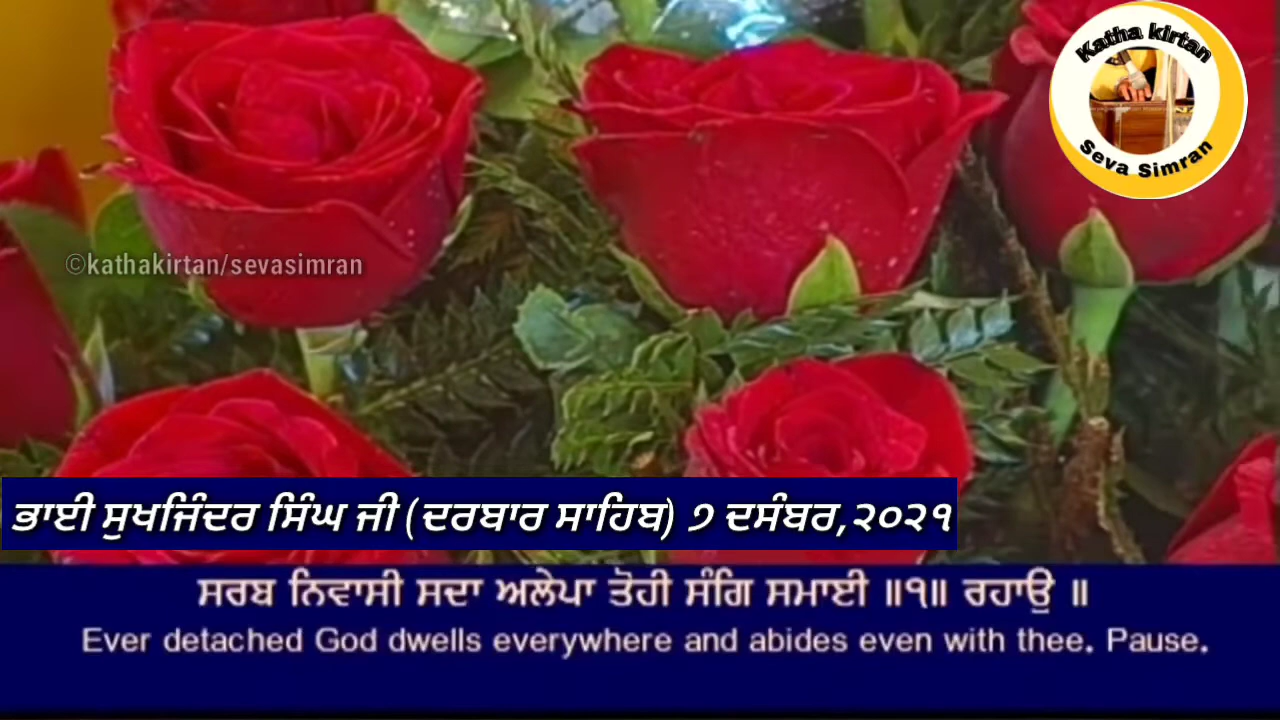 Katha kirtan
Seva Simran
©kathakirtan/sevasimran
ਭਾਈ ਸੁਖਜਿੰਦਰ ਸਿੰਘ ਜੀ (ਦਰਬਾਰ ਸਾਹਿਬ) ੭ ਦਸੰਬਰ,੨੦੨੧
ਸਰਬ ਨਿਵਾਸੀ ਸਦਾ ਅਲੇਪਾ ਤੋਹੀ ਸੰਗਿ ਸਮਾਈ ॥੧॥ ਰਹਾਉ ॥
Ever detached God dwells everywhere and abides even with thee. Pause.